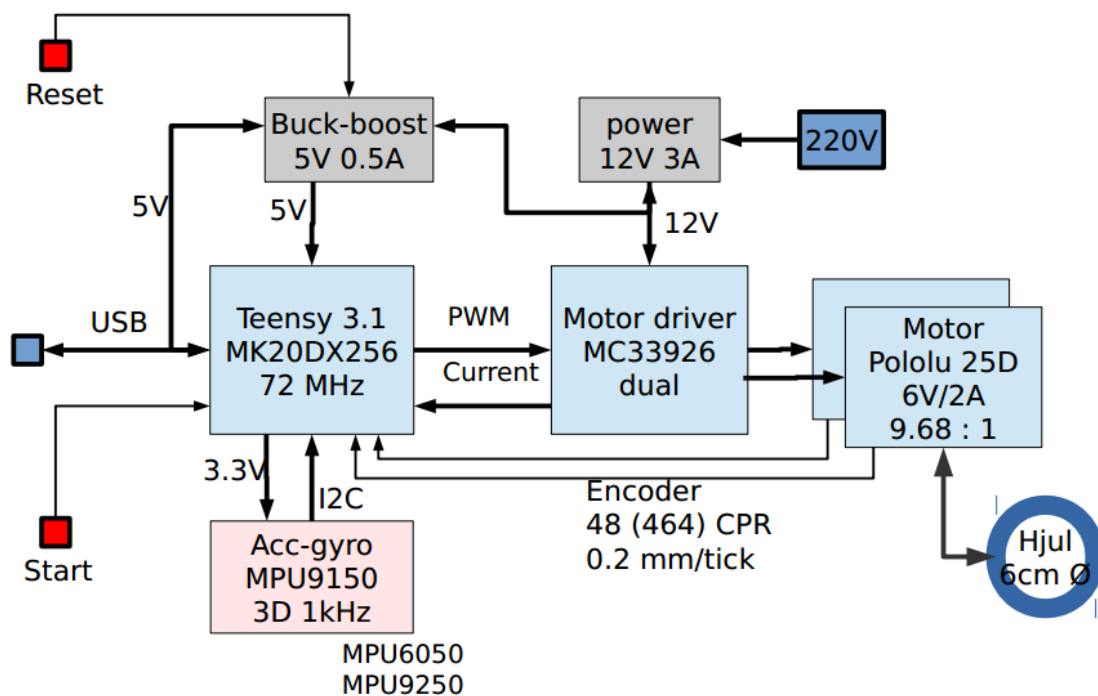 Reset
Buck-boost
5V 0.5A
power
12V 3A
220V
5V
5V
12V
USB
Teensy 3.1
MK20DX256
72 MHz
PWM
Current
Motor driver
MC33926
dual
Motor
Pololu 25D
6V/2A
9.68 : 1
3.3V
I2C
Encoder
48 (464) CPR
0.2 mm/tick
Start
Acc-gyro
MPU9150
3D 1kHz
Hjul
6cm Ø
MPU6050
MPU9250